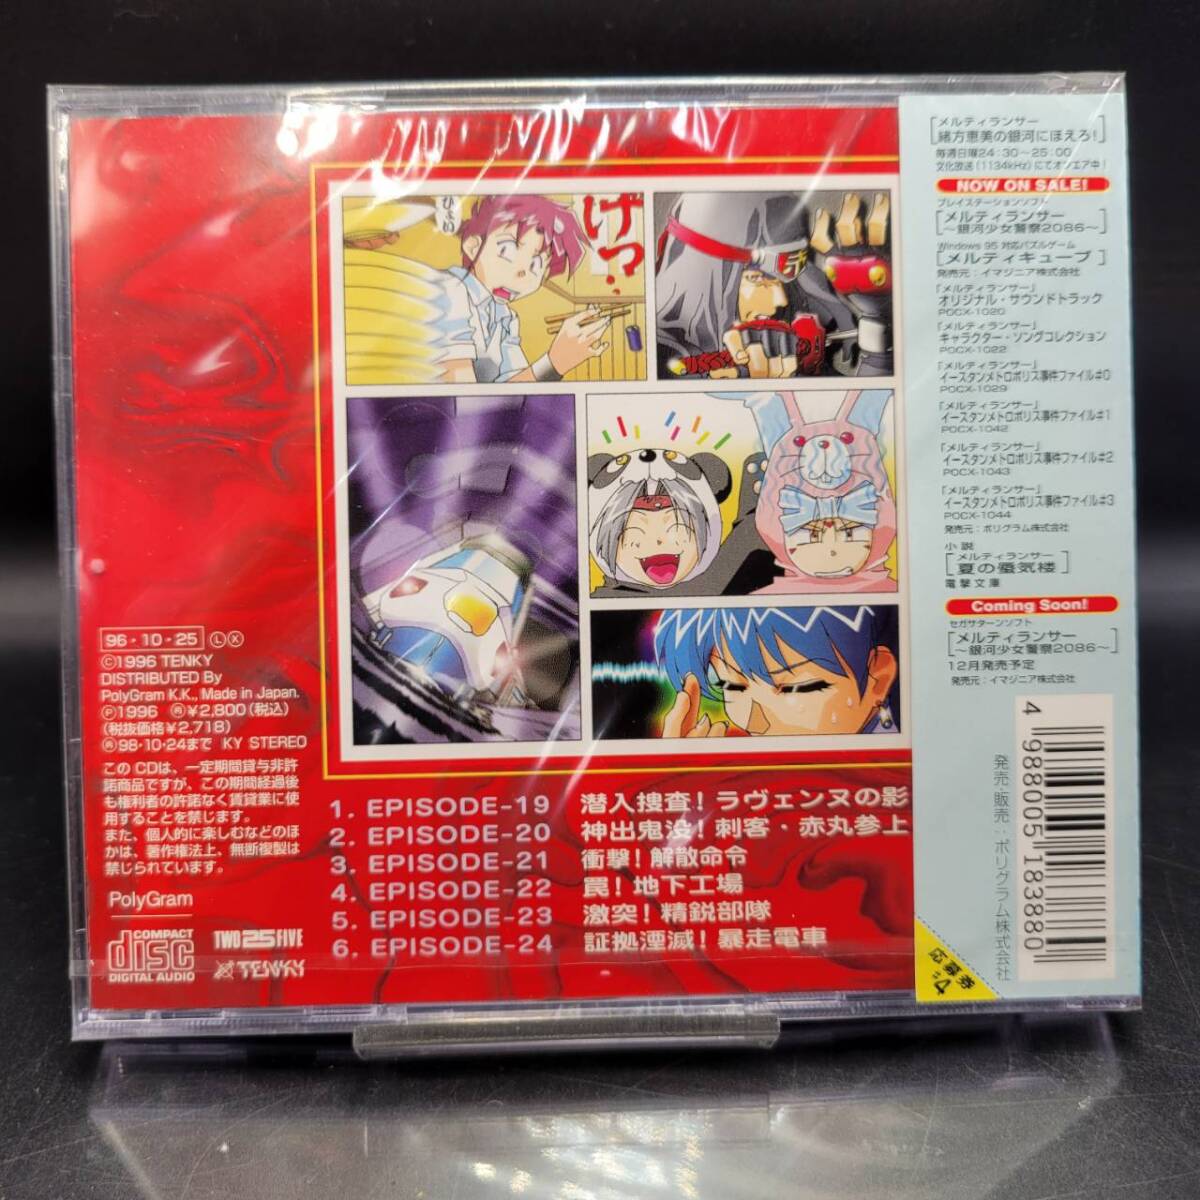 ひょい
げっ・
96・10・25 Ⓛ Ⓧ
©1996 TENKY
DISTRIBUTED By
PolyGram K.K., Made in Japan.
Ⓟ1996 ㊢¥2,800(税込)
(税抜価格¥2,718)
㊢98・10・24まで KY STEREO
このCDは、一定期間貸与非許
諾商品ですが、この期間経過後
も権利者の許諾なく賃貸業に使
用することを禁じます。
また、個人的に楽しむなどのほ
かは、著作権法上、無断複製は
禁じられています。
PolyGram
COMPACT
disc
DIGITAL AUDIO
TWO 25 FIVE
TENKY
1. EPISODE-19 潜入捜査！ラヴェンヌの影
2. EPISODE-20 神出鬼没！刺客・赤丸参上
3. EPISODE-21 衝撃！解散命令
4. EPISODE-22 罠！地下工場
5. EPISODE-23 激突！精鋭部隊
6. EPISODE-24 証拠湮滅！暴走電車
メルティランサー
緒方恵美の銀河にほえろ！
毎週日曜24:30〜25:00
文化放送(1134kHz)にてオンエア中！
NOW ON SALE!
プレイステーションソフト
メルティランサー
〜銀河少女警察2086〜
Windows 95 対応パズルゲーム
[メルティキューブ]
発売元：イマジニア株式会社
「メルティランサー」
オリジナル・サウンドトラック
POCX-1020
「メルティランサー」
キャラクター・ソングコレクション
POCX-1022
「メルティランサー」
イースタンメトロポリス事件ファイル#0
POCX-1029
「メルティランサー」
イースタンメトロポリス事件ファイル#1
POCX-1042
「メルティランサー」
イースタンメトロポリス事件ファイル#2
POCX-1043
「メルティランサー」
イースタンメトロポリス事件ファイル#3
POCX-1044
発売元：ポリグラム株式会社
小説
メルティランサー
夏の蜃気楼
電撃文庫
Coming Soon!
セガサターンソフト
メルティランサー
〜銀河少女警察2086〜
12月発売予定
発売元：イマジニア株式会社
4 988005 183880
発売・販売：ポリグラム株式会社
応募券
#4